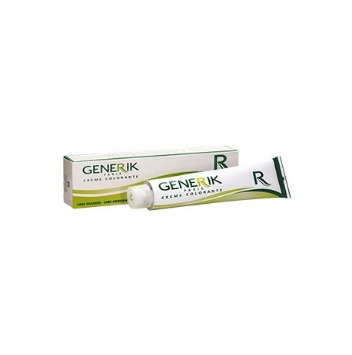 GENERIK
PARIS
CREME COLORANTE
R
GENERIK
PARIS
CREME COLORANTE
R